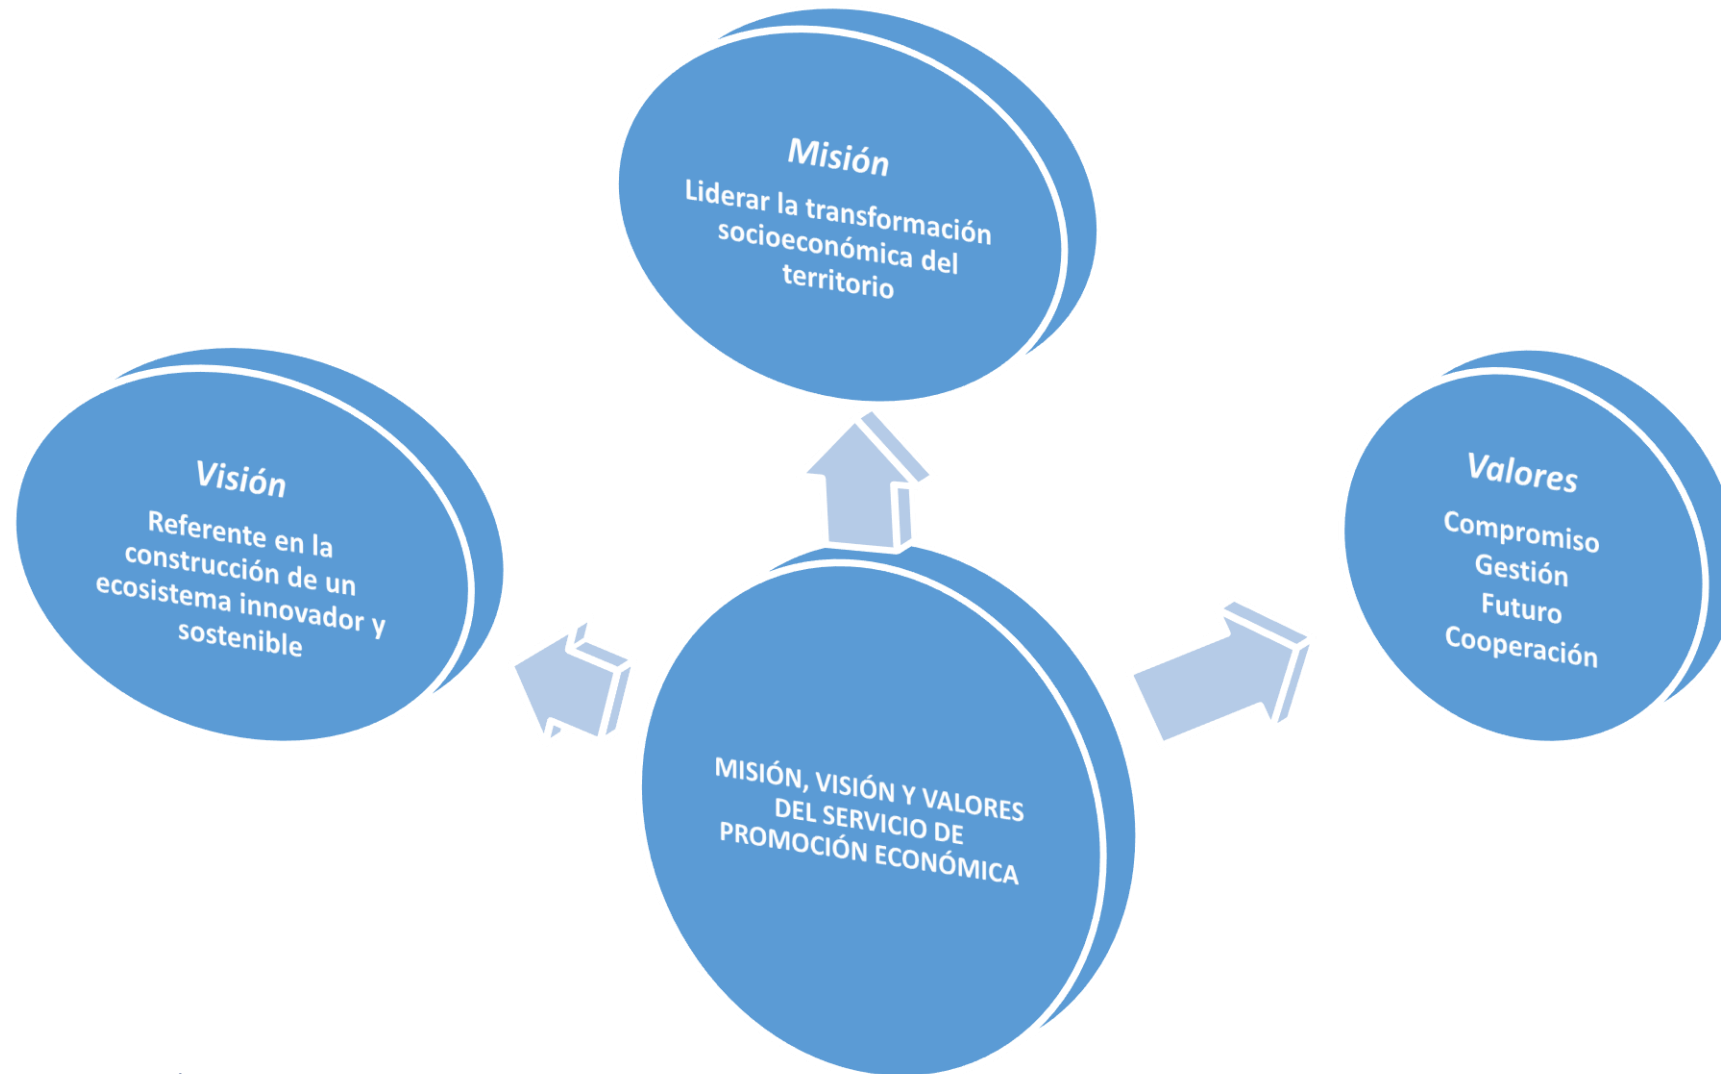 Misión
Liderar la transformación
socioeconómica del
territorio
Visión
Referente en la
construcción de un
ecosistema innovador y
sostenible
Valores
Compromiso
Gestión
Futuro
Cooperación
MISIÓN, VISIÓN Y VALORES
DEL SERVICIO DE
PROMOCIÓN ECONÓMICA